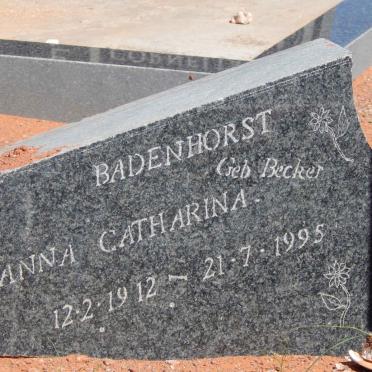 BADENHORST
Geb Becker
ANNA CATHARINA.
12.2.1912 - 21.7.1995